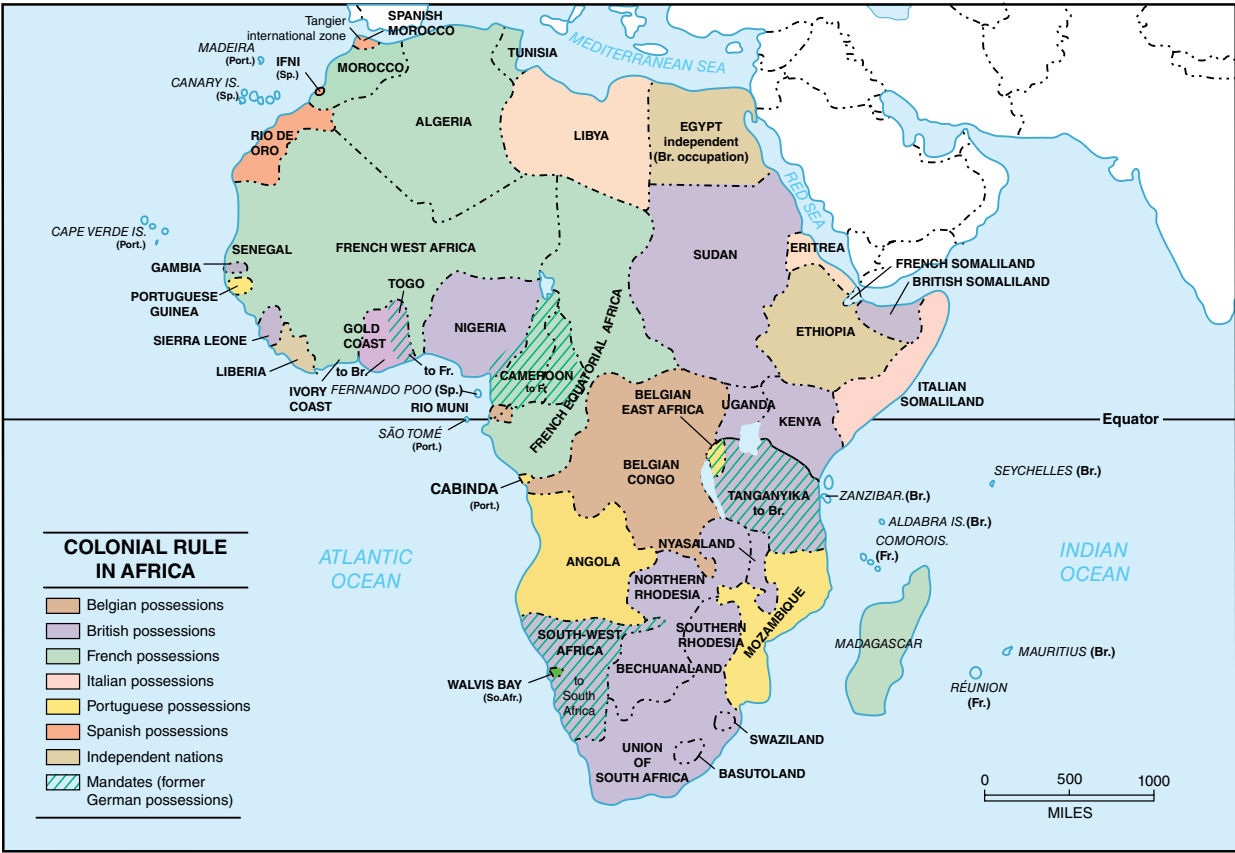 SPANISH
MOROCCO
Tangier
international zone
MADEIRA
(Port.)
IFNI
(Sp.)
CANARY IS.
(Sp.)
MOROCCO
TUNISIA
MEDITERRANEAN SEA
ALGERIA
LIBYA
EGYPT
independent
(Br. occupation)
RIO DE
ORO
RED SEA
CAPE VERDE IS.
(Port.)
SENEGAL
FRENCH WEST AFRICA
SUDAN
ERITREA
GAMBIA
FRENCH SOMALILAND
BRITISH SOMALILAND
TOGO
PORTUGUESE
GUINEA
GOLD
COAST
NIGERIA
ETHIOPIA
SIERRA LEONE
LIBERIA
to Br.
to Fr.
CAMEROON
to Fr.
FRENCH EQUATORIAL AFRICA
IVORY
COAST
FERNANDO POO (Sp.)
RIO MUNI
BELGIAN
EAST AFRICA
UGANDA
KENYA
ITALIAN
SOMALILAND
Equator
SÃO TOMÉ
(Port.)
BELGIAN
CONGO
CABINDA
(Port.)
TANGANYIKA
to Br.
SEYCHELLES (Br.)
ZANZIBAR.(Br.)
ALDABRA IS.(Br.)
COMOROIS.
(Fr.)
ATLANTIC
OCEAN
INDIAN
OCEAN
ANGOLA
NYASALAND
NORTHERN
RHODESIA
SOUTHERN
RHODESIA
MOZAMBIQUE
SOUTH-WEST
AFRICA
to
South
Africa
BECHUANALAND
MADAGASCAR
MAURITIUS (Br.)
RÉUNION
(Fr.)
WALVIS BAY
(So.Afr.)
SWAZILAND
UNION
OF
SOUTH AFRICA
BASUTOLAND
COLONIAL RULE
IN AFRICA
Belgian possessions
British possessions
French possessions
Italian possessions
Portuguese possessions
Spanish possessions
Independent nations
Mandates (former
German possessions)
0 500 1000
MILES